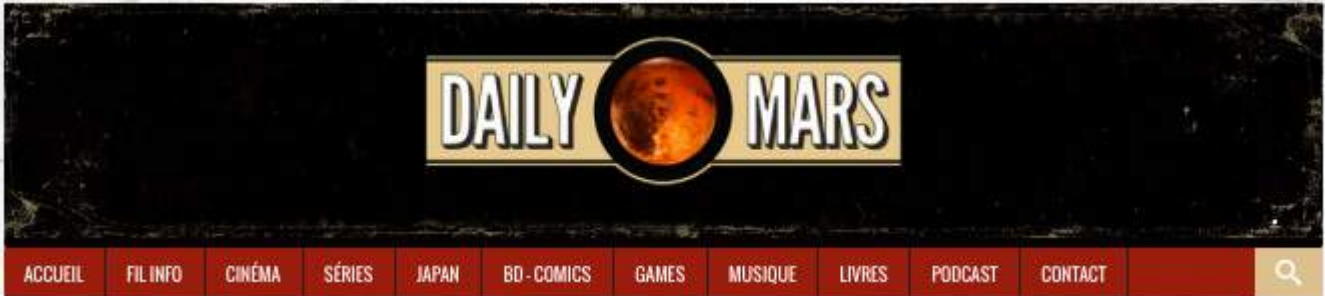 DAILY MARS
ACCUEIL FIL INFO CINÉMA SÉRIES JAPAN BD - COMICS GAMES MUSIQUE LIVRES PODCAST CONTACT